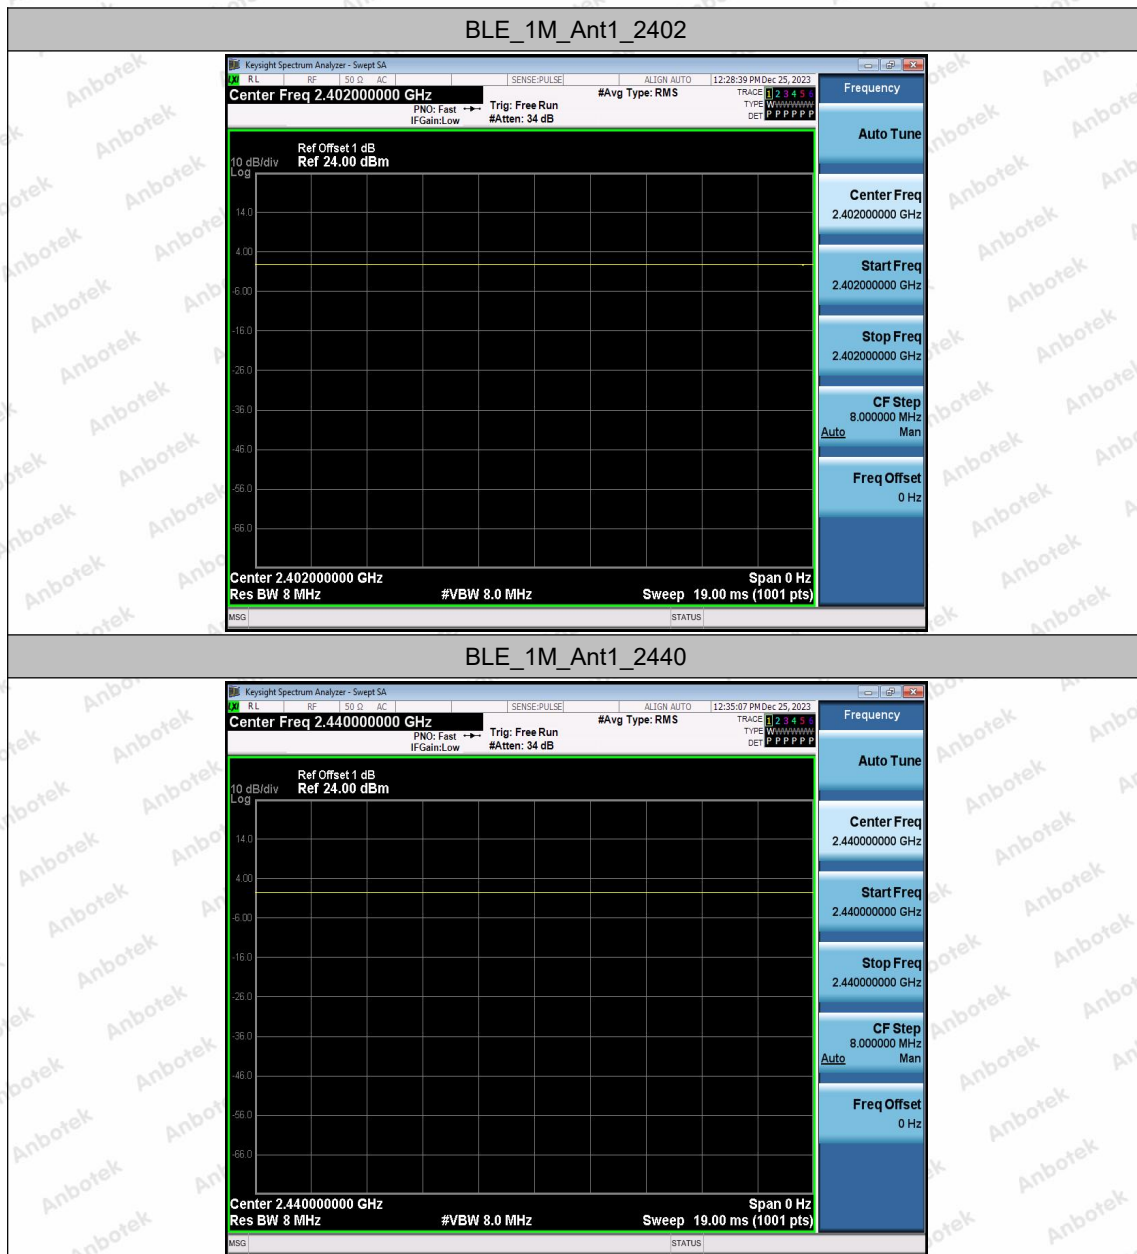 BLE_1M_Ant1_2402
Keysight Spectrum Analyzer - Swept SA
LXI RL RF 50 Ω AC SENSE:PULSE ALIGN AUTO 12:28:39 PM Dec 25, 2023
Center Freq 2.402000000 GHz
PNO: Fast
IFGain:Low
Trig: Free Run
#Atten: 34 dB
#Avg Type: RMS
TRACE 1 2 3 4 5 6
TYPE WWWWWW
DET P P P P P P
Ref Offset 1 dB
10 dB/div Ref 24.00 dBm
Log
14.0
4.00
-6.00
-16.0
-26.0
-36.0
-46.0
-56.0
-66.0
Center 2.402000000 GHz Span 0 Hz
Res BW 8 MHz #VBW 8.0 MHz Sweep 19.00 ms (1001 pts)
MSG STATUS
Frequency
Auto Tune
Center Freq
2.402000000 GHz
Start Freq
2.402000000 GHz
Stop Freq
2.402000000 GHz
CF Step
8.000000 MHz
Auto Man
Freq Offset
0 Hz
BLE_1M_Ant1_2440
Keysight Spectrum Analyzer - Swept SA
LXI RL RF 50 Ω AC SENSE:PULSE ALIGN AUTO 12:35:07 PM Dec 25, 2023
Center Freq 2.440000000 GHz
PNO: Fast
IFGain:Low
Trig: Free Run
#Atten: 34 dB
#Avg Type: RMS
TRACE 1 2 3 4 5 6
TYPE WWWWWW
DET P P P P P P
Ref Offset 1 dB
10 dB/div Ref 24.00 dBm
Log
14.0
4.00
-6.00
-16.0
-26.0
-36.0
-46.0
-56.0
-66.0
Center 2.440000000 GHz Span 0 Hz
Res BW 8 MHz #VBW 8.0 MHz Sweep 19.00 ms (1001 pts)
MSG STATUS
Frequency
Auto Tune
Center Freq
2.440000000 GHz
Start Freq
2.440000000 GHz
Stop Freq
2.440000000 GHz
CF Step
8.000000 MHz
Auto Man
Freq Offset
0 Hz
Anbotek